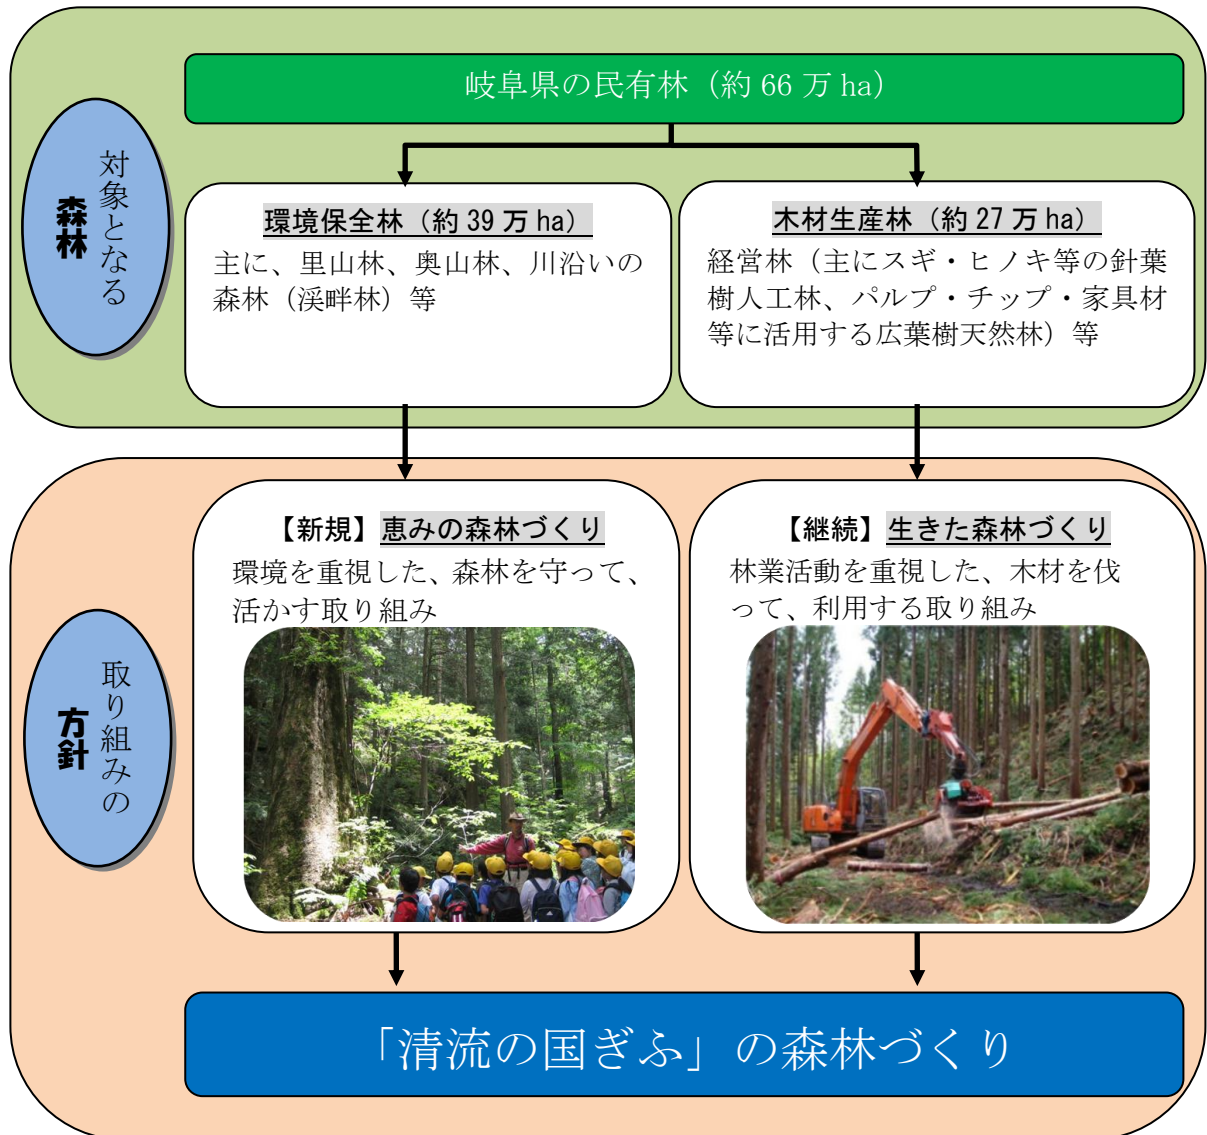 岐阜県の民有林（約 66 万 ha）
対象となる
森林
環境保全林（約 39 万 ha）
主に、里山林、奥山林、川沿いの
森林（渓畔林）等
木材生産林（約 27 万 ha）
経営林（主にスギ・ヒノキ等の針葉
樹人工林、パルプ・チップ・家具材
等に活用する広葉樹天然林）等
取り組みの
方針
【新規】恵みの森林づくり
環境を重視した、森林を守って、
活かす取り組み
【継続】生きた森林づくり
林業活動を重視した、木材を伐
って、利用する取り組み
「清流の国ぎふ」の森林づくり